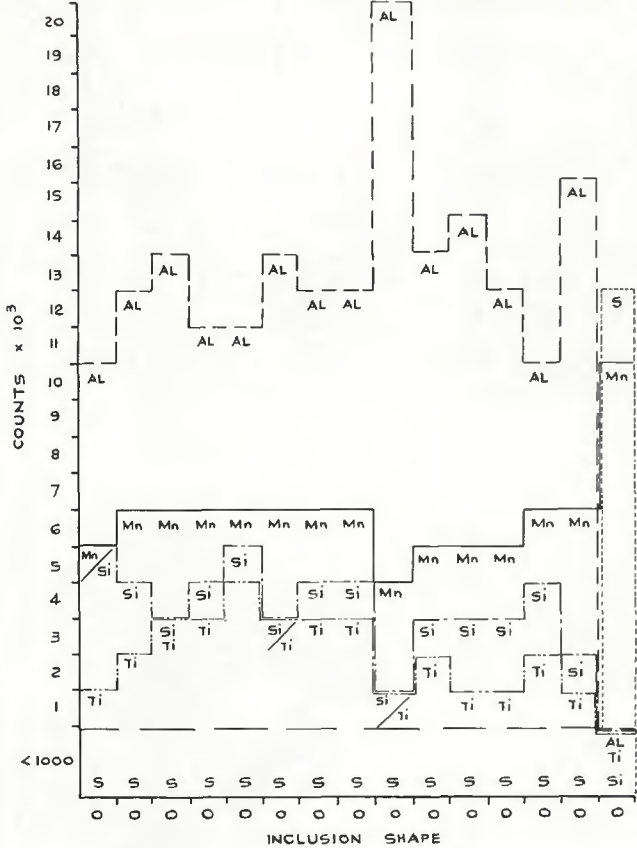 20
AL
19
18
17
16
15
AL
14
AL
AL AL AL
13
AL AL AL AL S
12
AL AL
11
AL AL Mn
10
9
8
7
Mn Mn Mn Mn Mn Mn Mn Mn Mn
6
Mn/Si Si Mn Mn Mn
5
Si Si Si Si Mn Si
4
Si Ti Si/Ti Ti Ti Si Si Si
Ti
3
Ti Ti Ti Si
2
Ti Si/Ti Ti Ti Ti
1
AL
<1000
Ti
S S S S S S S S S S S S S S Si
O O O O O O O O O O O O O O O
COUNTS x 10³
INCLUSION SHAPE